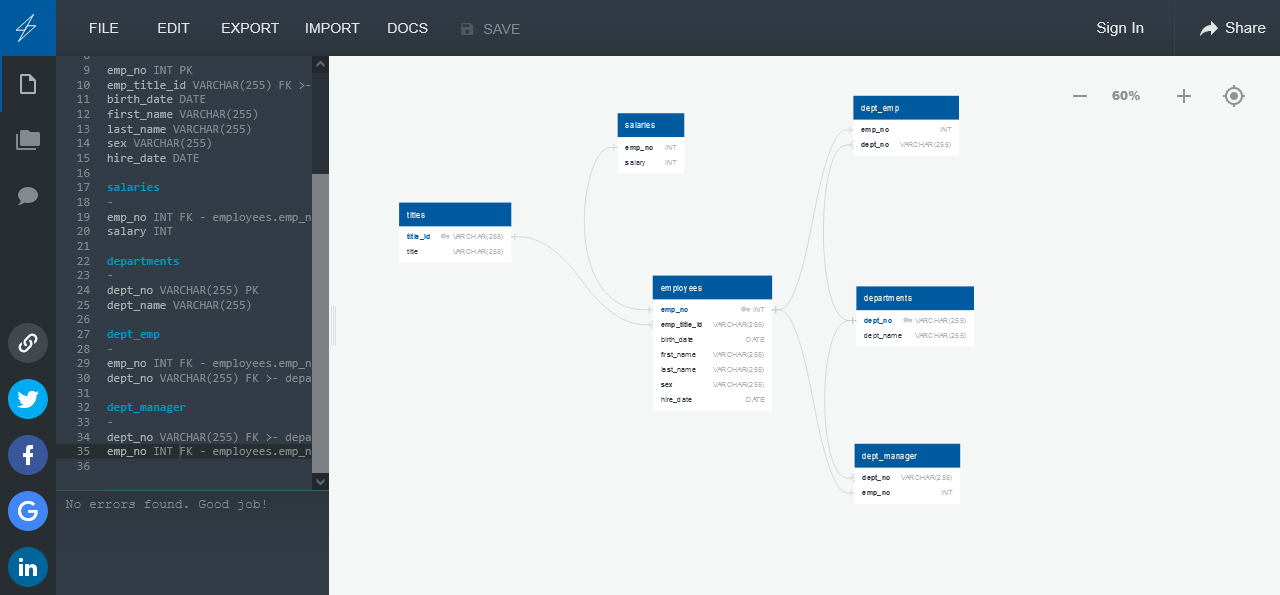 FILE EDIT EXPORT IMPORT DOCS SAVE Sign In Share
9 emp_no INT PK
10 emp_title_id VARCHAR(255) FK >-
11 birth_date DATE
12 first_name VARCHAR(255)
13 last_name VARCHAR(255)
14 sex VARCHAR(255)
15 hire_date DATE
16
17 salaries
18 -
19 emp_no INT FK - employees.emp_n
20 salary INT
21
22 departments
23 -
24 dept_no VARCHAR(255) PK
25 dept_name VARCHAR(255)
26
27 dept_emp
28 -
29 emp_no INT FK - employees.emp_n
30 dept_no VARCHAR(255) FK >- depa
31
32 dept_manager
33 -
34 dept_no VARCHAR(255) FK >- depa
35 emp_no INT FK - employees.emp_n
36
No errors found. Good job!
60%
titles
title_id VARCHAR(255)
title VARCHAR(255)
salaries
emp_no INT
salary INT
employees
emp_no INT
emp_title_id VARCHAR(255)
birth_date DATE
first_name VARCHAR(255)
last_name VARCHAR(255)
sex VARCHAR(255)
hire_date DATE
dept_emp
emp_no INT
dept_no VARCHAR(255)
departments
dept_no VARCHAR(255)
dept_name VARCHAR(255)
dept_manager
dept_no VARCHAR(255)
emp_no INT